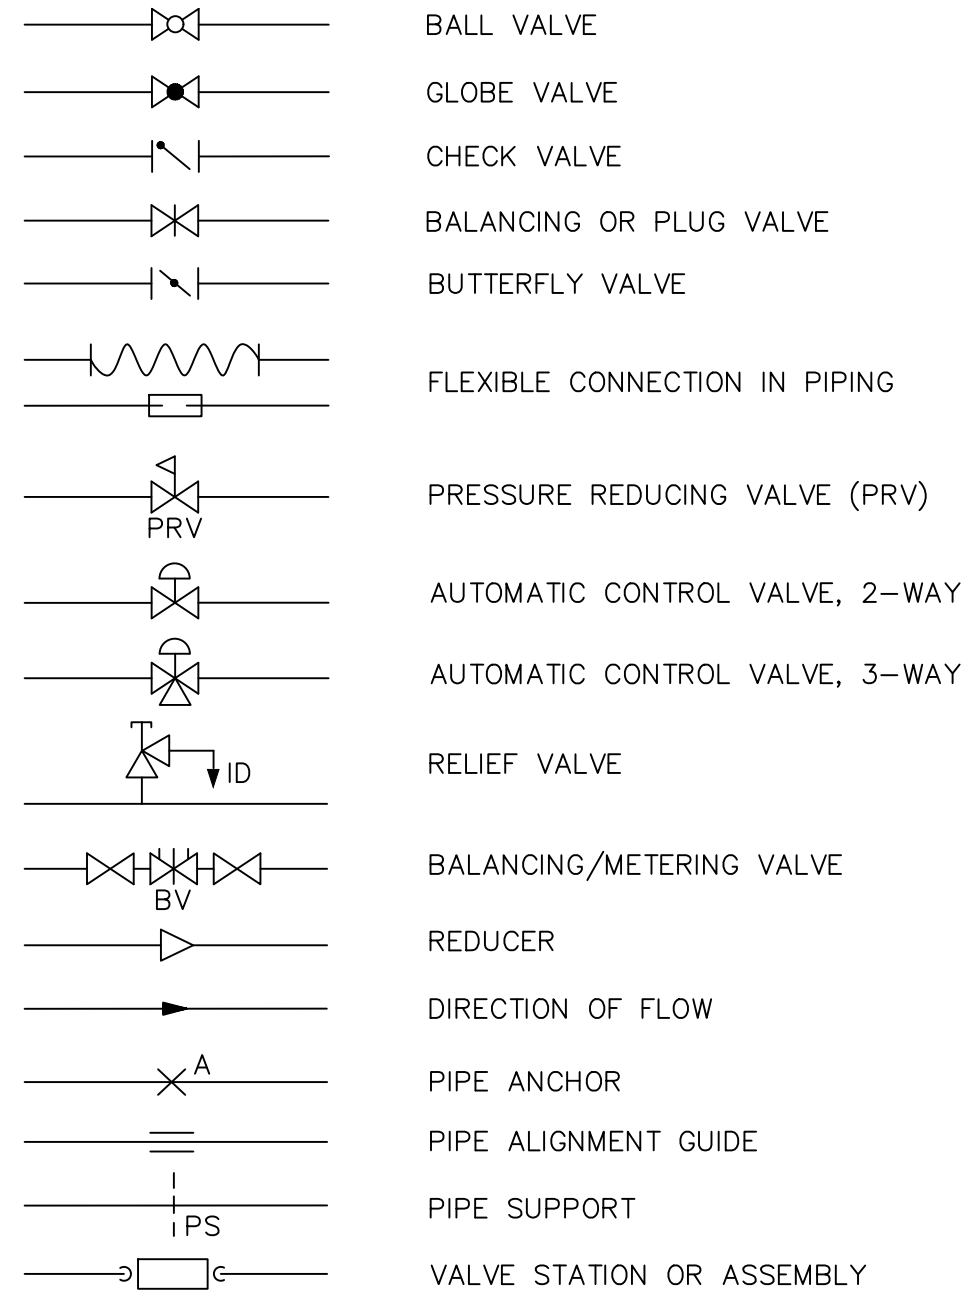 BALL VALVE
GLOBE VALVE
CHECK VALVE
BALANCING OR PLUG VALVE
BUTTERFLY VALVE
FLEXIBLE CONNECTION IN PIPING
PRV
PRESSURE REDUCING VALVE (PRV)
AUTOMATIC CONTROL VALVE, 2-WAY
AUTOMATIC CONTROL VALVE, 3-WAY
ID
RELIEF VALVE
BV
BALANCING/METERING VALVE
REDUCER
DIRECTION OF FLOW
A
PIPE ANCHOR
PIPE ALIGNMENT GUIDE
PS
PIPE SUPPORT
VALVE STATION OR ASSEMBLY